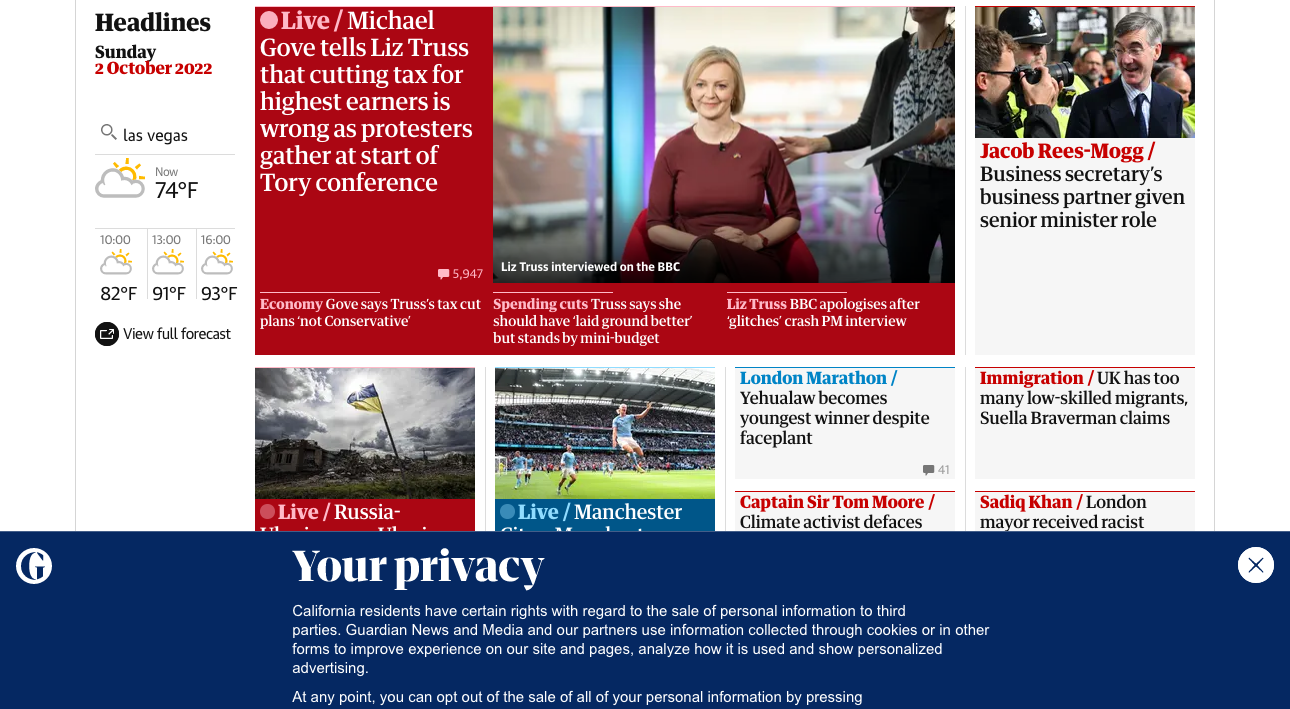 Headlines
Sunday
2 October 2022
las vegas
Now
74°F
10:00
13:00
16:00
82°F
91°F
93°F
View full forecast
Live / Michael
Gove tells Liz Truss
that cutting tax for
highest earners is
wrong as protesters
gather at start of
Tory conference
5,947
Liz Truss interviewed on the BBC
Economy Gove says Truss's tax cut
plans 'not Conservative'
Spending cuts Truss says she
should have 'laid ground better'
but stands by mini-budget
Liz Truss BBC apologises after
'glitches' crash PM interview
Jacob Rees-Mogg /
Business secretary's
business partner given
senior minister role
Live / Russia-
Live / Manchester
London Marathon /
Yehualaw becomes
youngest winner despite
faceplant
41
Immigration / UK has too
many low-skilled migrants,
Suella Braverman claims
Captain Sir Tom Moore /
Climate activist defaces
Sadiq Khan / London
mayor received racist
G
Your privacy
California residents have certain rights with regard to the sale of personal information to third
parties. Guardian News and Media and our partners use information collected through cookies or in other
forms to improve experience on our site and pages, analyze how it is used and show personalized
advertising.
At any point, you can opt out of the sale of all of your personal information by pressing